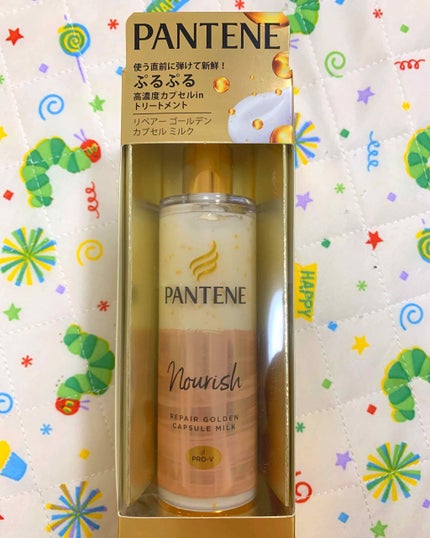 PANTENE
使う直前に弾けて新鮮!
ぷるぷる
高濃度カプセルin
トリートメント
リペアー ゴールデン
カプセル ミルク
PANTENE
Nourish
REPAIR GOLDEN
CAPSULE MILK
PRO-V
HAPPY
HAPPY